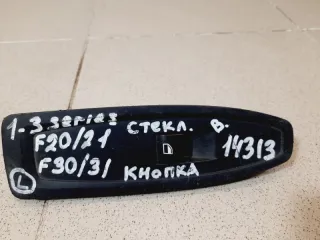 1-3 series стекл. в.
F20/21 14313
F30/31 кнопка
L